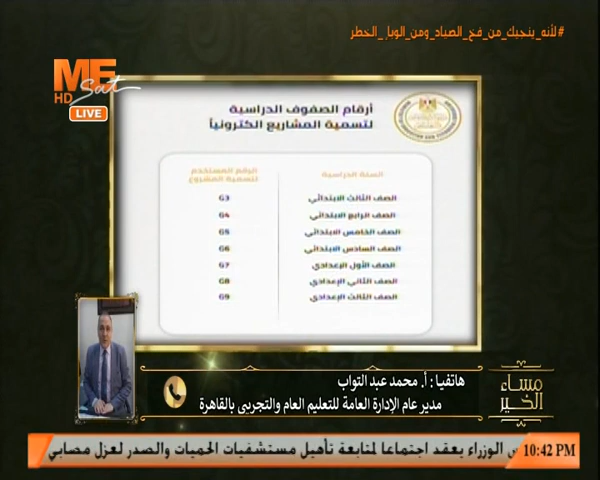 #لأنه_ينجيك_من_فخ_الصياد_ومن_الوبإ_الخطر
ME Sat
HD
LIVE
أرقام الصفوف الدراسية
لتسمية المشاريع الكترونياً
السنة الدراسية
الرقم المستخدم لتسمية المشروع
الصف الثالث الابتدائي G3
الصف الرابع الابتدائي G4
الصف الخامس الابتدائي G5
الصف السادس الابتدائي G6
الصف الأول الإعدادي G7
الصف الثاني الإعدادي G8
الصف الثالث الإعدادي G9
هاتفيا : أ. محمد عبد التواب
مدير عام الإدارة العامة للتعليم العام والتجريبى بالقاهرة
مساء الخير
س الوزراء يعقد اجتماعا لمتابعة تأهيل مستشفيات الحميات والصدر لعزل مصابي
10:42 PM